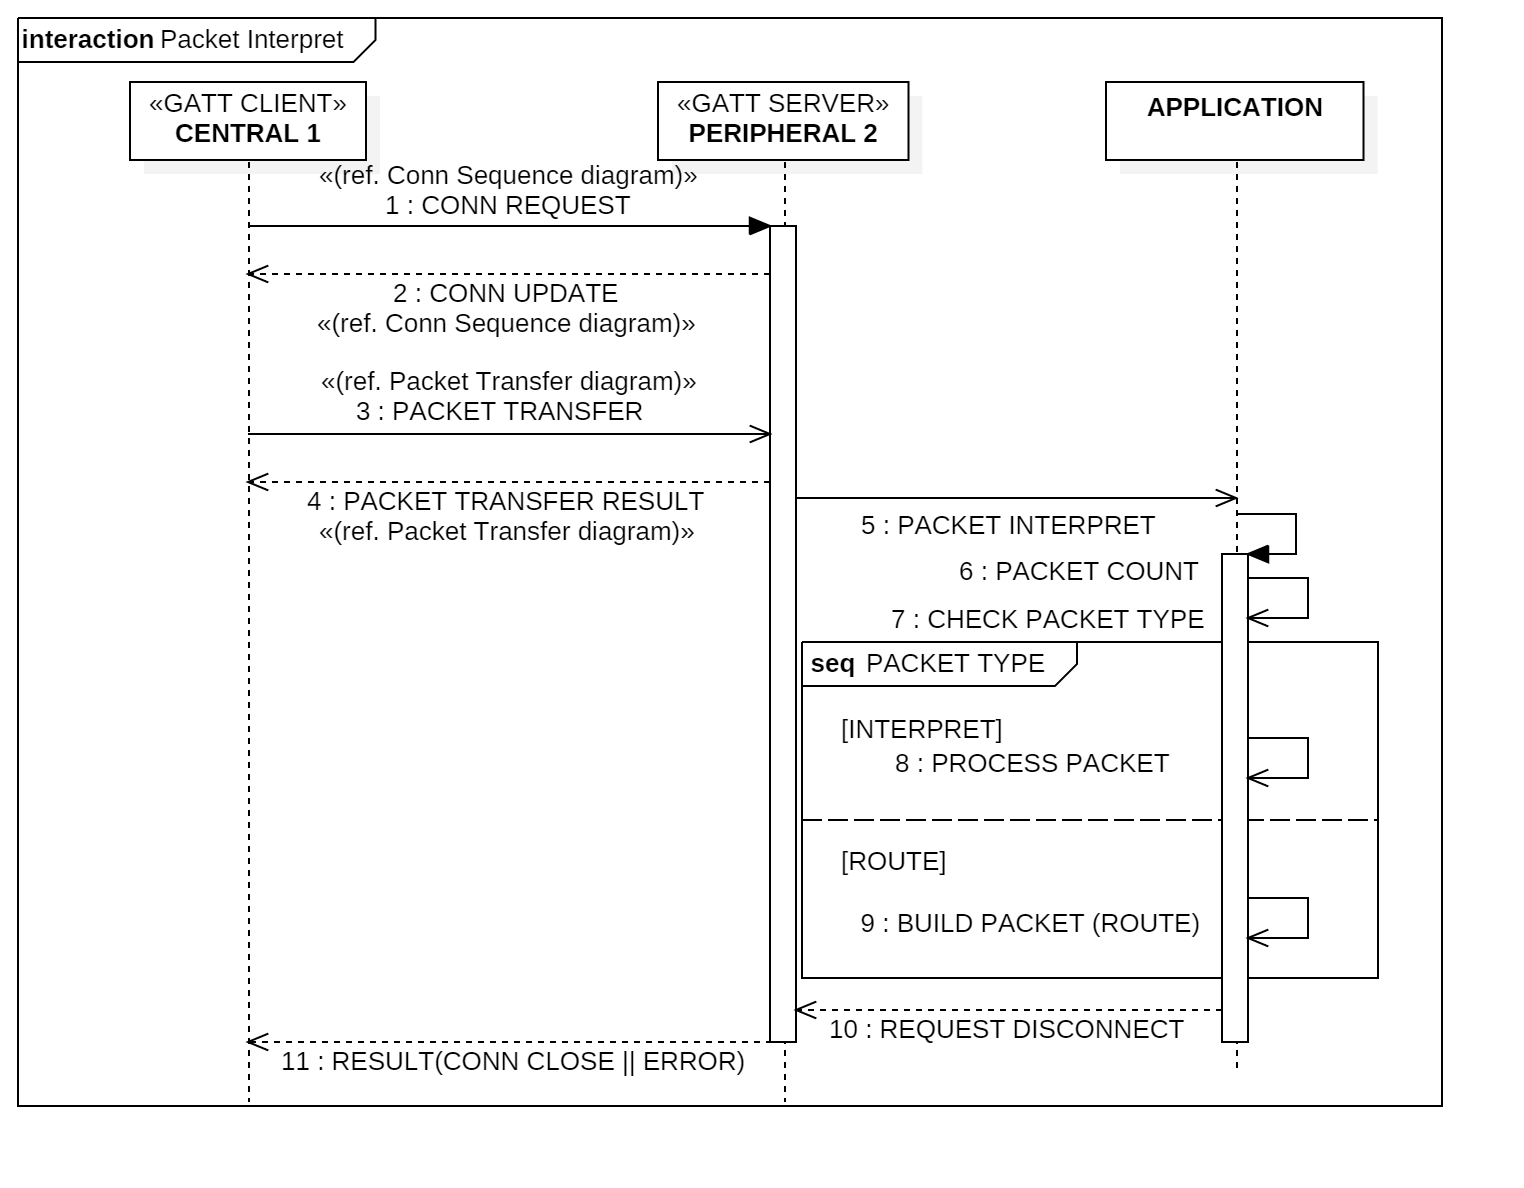 interaction Packet Interpret
«GATT CLIENT»
CENTRAL 1
«GATT SERVER»
PERIPHERAL 2
APPLICATION
«(ref. Conn Sequence diagram)»
1 : CONN REQUEST
2 : CONN UPDATE
«(ref. Conn Sequence diagram)»
«(ref. Packet Transfer diagram)»
3 : PACKET TRANSFER
4 : PACKET TRANSFER RESULT
«(ref. Packet Transfer diagram)»
5 : PACKET INTERPRET
6 : PACKET COUNT
7 : CHECK PACKET TYPE
seq PACKET TYPE
[INTERPRET]
8 : PROCESS PACKET
[ROUTE]
9 : BUILD PACKET (ROUTE)
10 : REQUEST DISCONNECT
11 : RESULT(CONN CLOSE || ERROR)